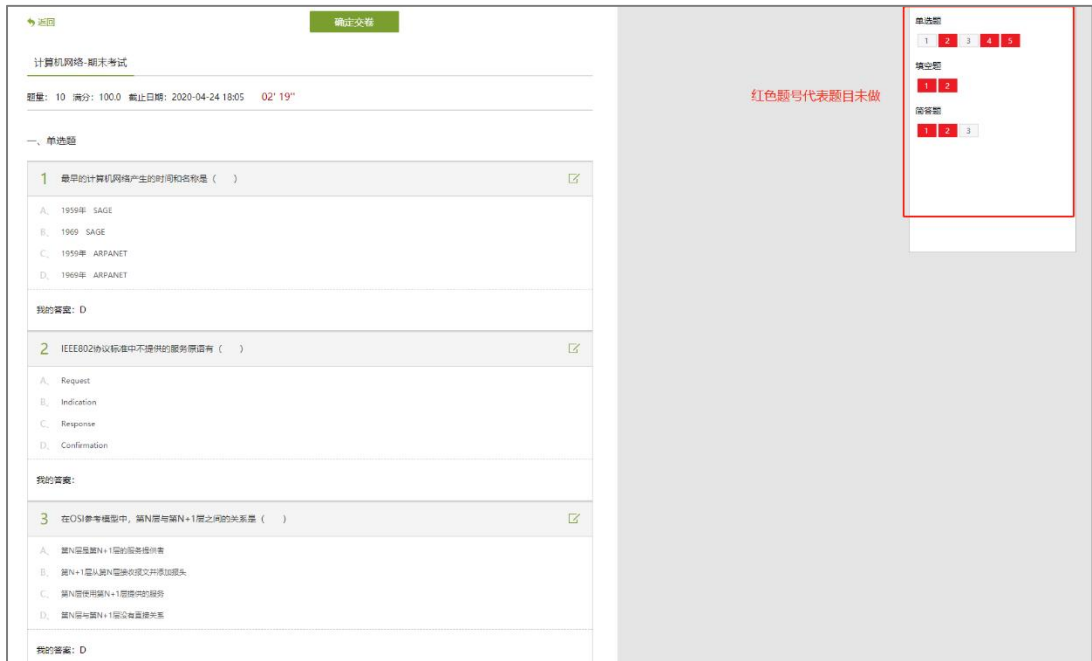 返回
确定交卷
计算机网络-期末考试
题量: 10 满分: 100.0 截止日期: 2020-04-24 18:05 02' 19''
一、单选题
1 最早的计算机网络产生的时间和名称是 ( )
A、 1959年 SAGE
B、 1969 SAGE
C、 1959年 ARPANET
D、 1969年 ARPANET
我的答案: D
2 IEEE802协议标准中不提供的服务原语有 ( )
A、 Request
B、 Indication
C、 Response
D、 Confirmation
我的答案:
3 在OSI参考模型中，第N层与第N+1层之间的关系是 ( )
A、 第N层是第N+1层的服务提供者
B、 第N+1层从第N层接收报文并添加报头
C、 第N层使用第N+1层提供的服务
D、 第N层与第N+1层没有直接关系
我的答案: D
红色题号代表题目未做
单选题
1 2 3 4 5
填空题
1 2
简答题
1 2 3